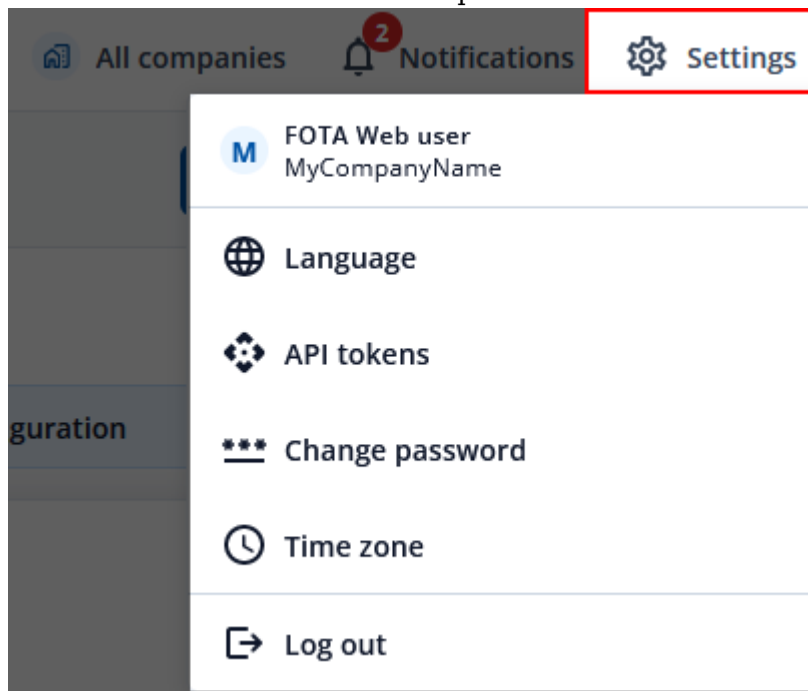 All companies
2
Notifications
Settings
M
FOTA Web user
MyCompanyName
Language
API tokens
guration
*** Change password
Time zone
Log out